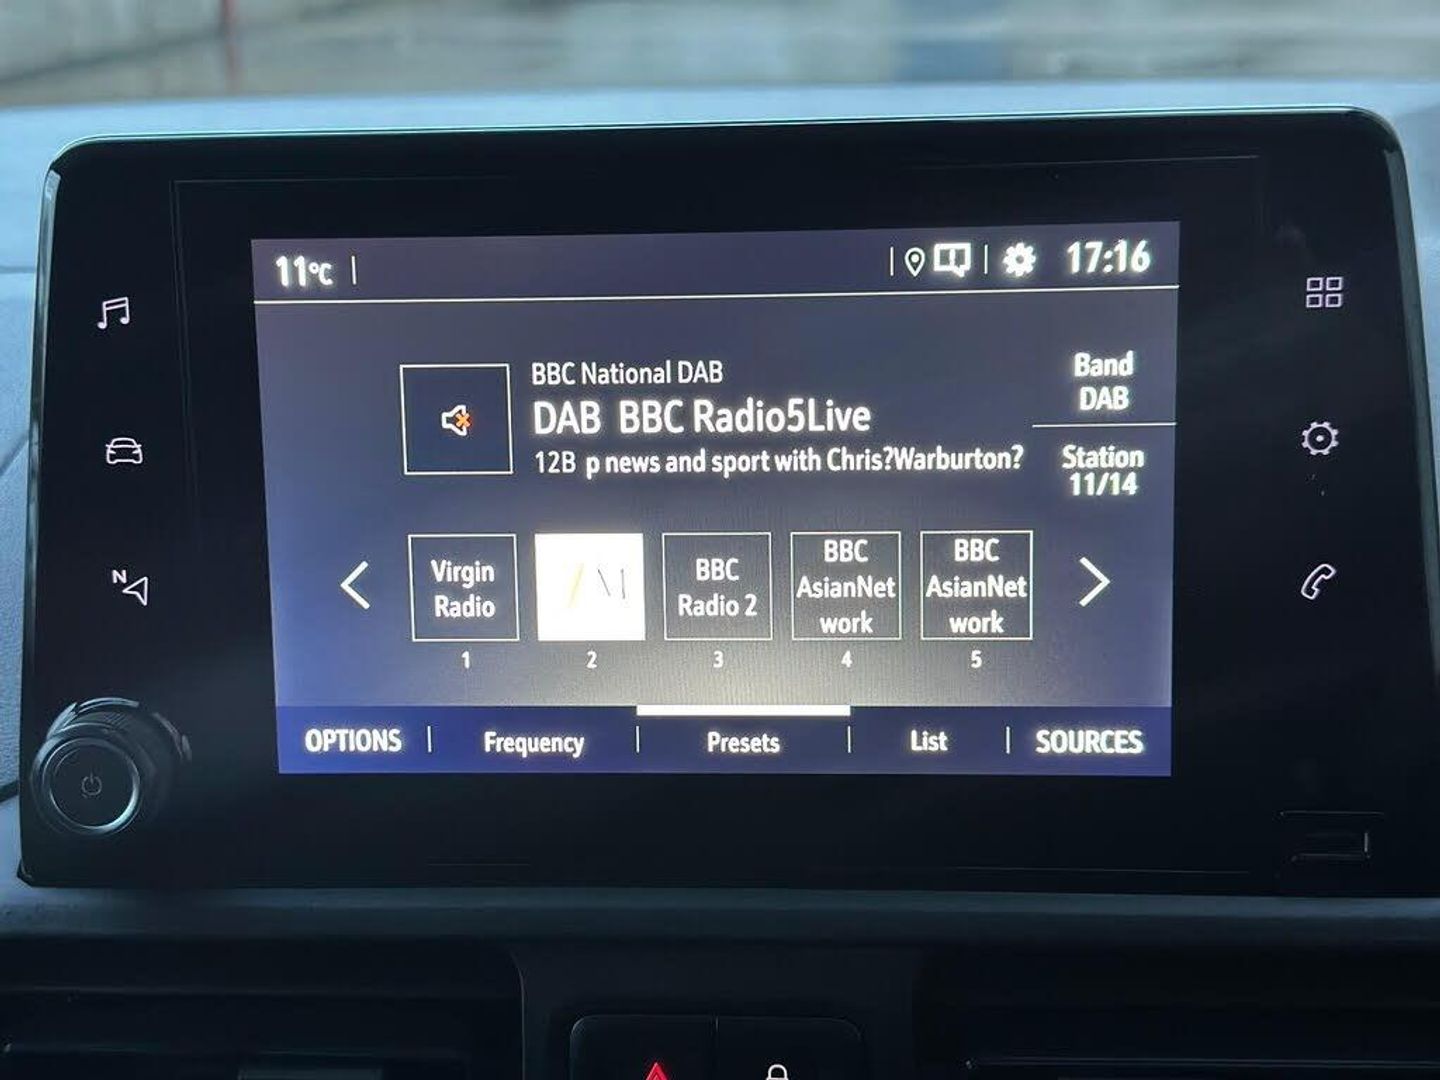 11°C
17:16
BBC National DAB
DAB BBC Radio5Live
12B p news and sport with Chris?Warburton?
Band
DAB
Station
11/14
Virgin
Radio
BBC
Radio 2
BBC
AsianNet
work
BBC
AsianNet
work
1
2
3
4
5
OPTIONS
Frequency
Presets
List
SOURCES
N